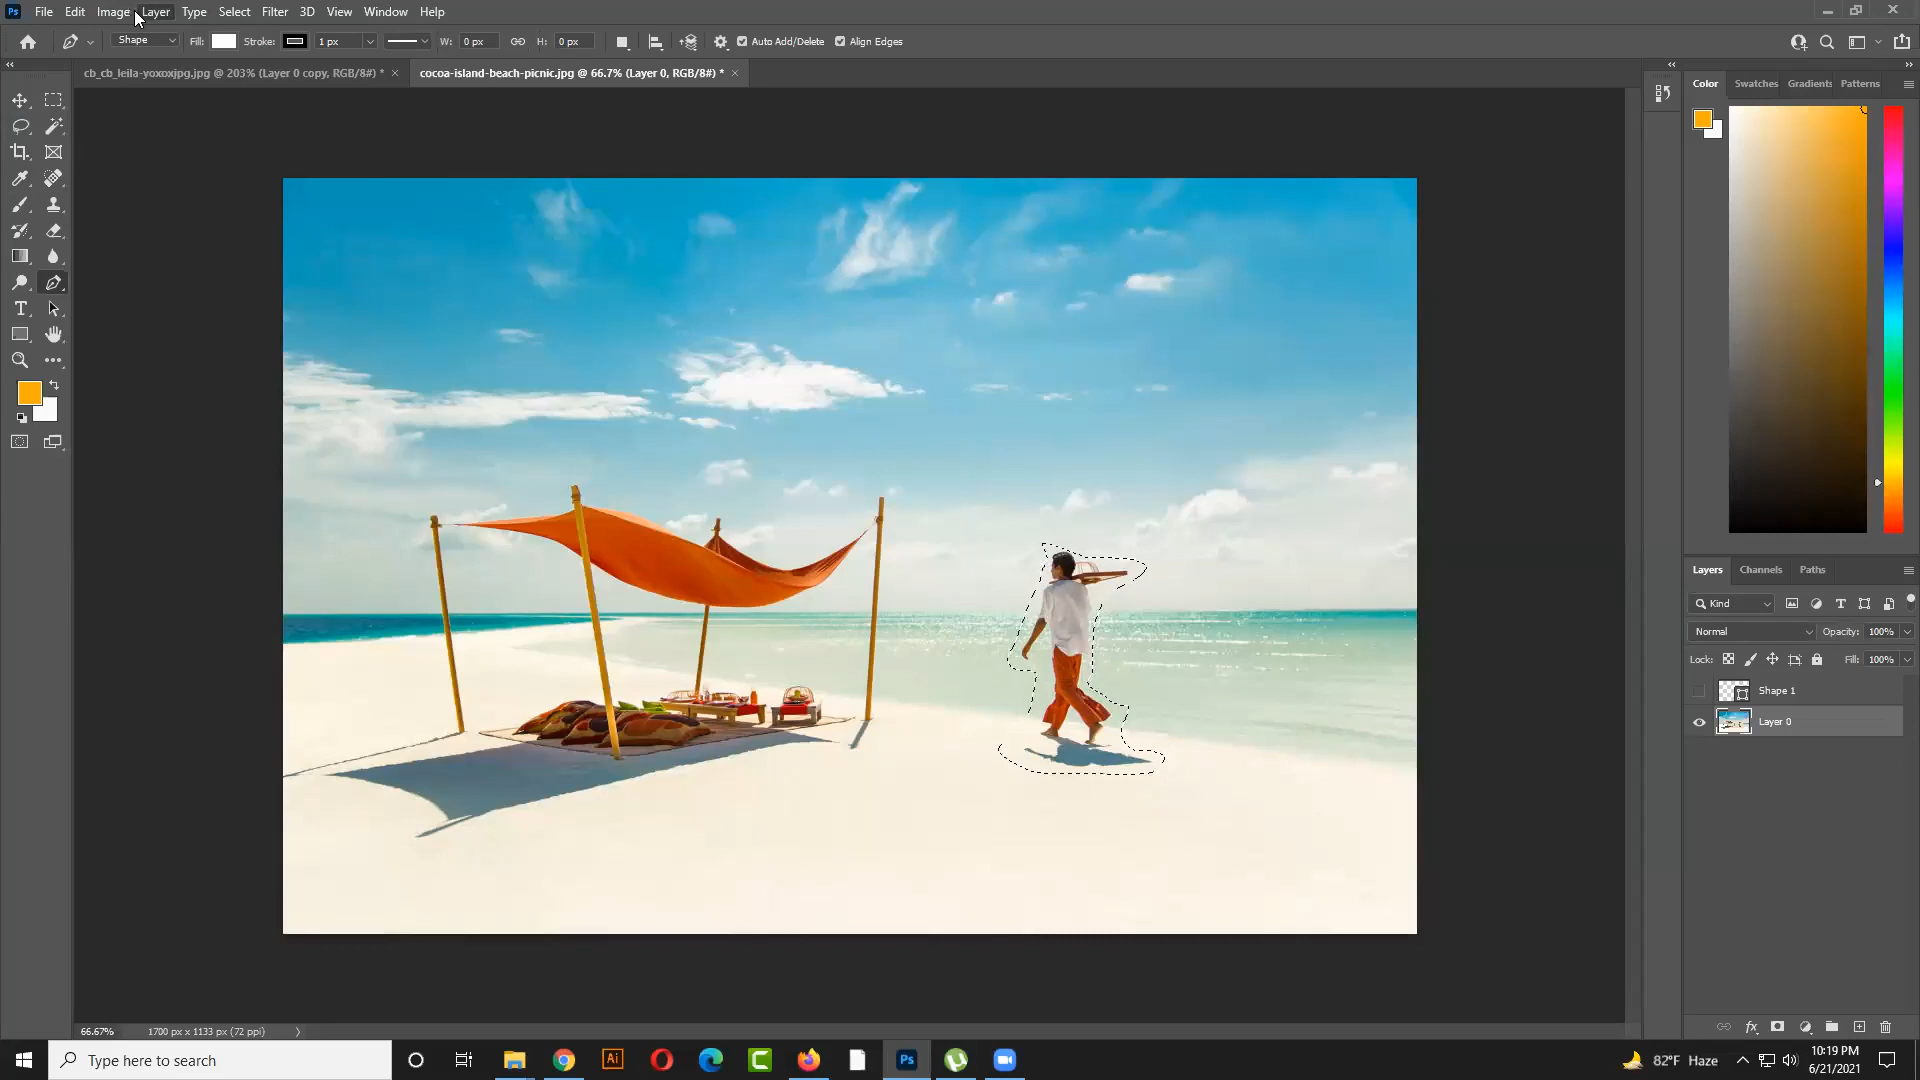 Ps File Edit Image Layer Type Select Filter 3D View Window Help
Shape Fill: Stroke: 1 px W: 0 px H: 0 px Auto Add/Delete Align Edges
cb_cb_leila-yoxoxjpg.jpg @ 203% (Layer 0 copy, RGB/8#) * ×
cocoa-island-beach-picnic.jpg @ 66.7% (Layer 0, RGB/8#) * ×
Color Swatches Gradients Patterns
Layers Channels Paths
Kind
Normal Opacity: 100%
Lock: Fill: 100%
Shape 1
Layer 0
fx
66.67% 1700 px x 1133 px (72 ppi)
Type here to search
Ai
Ps
82°F Haze
10:19 PM
6/21/2021